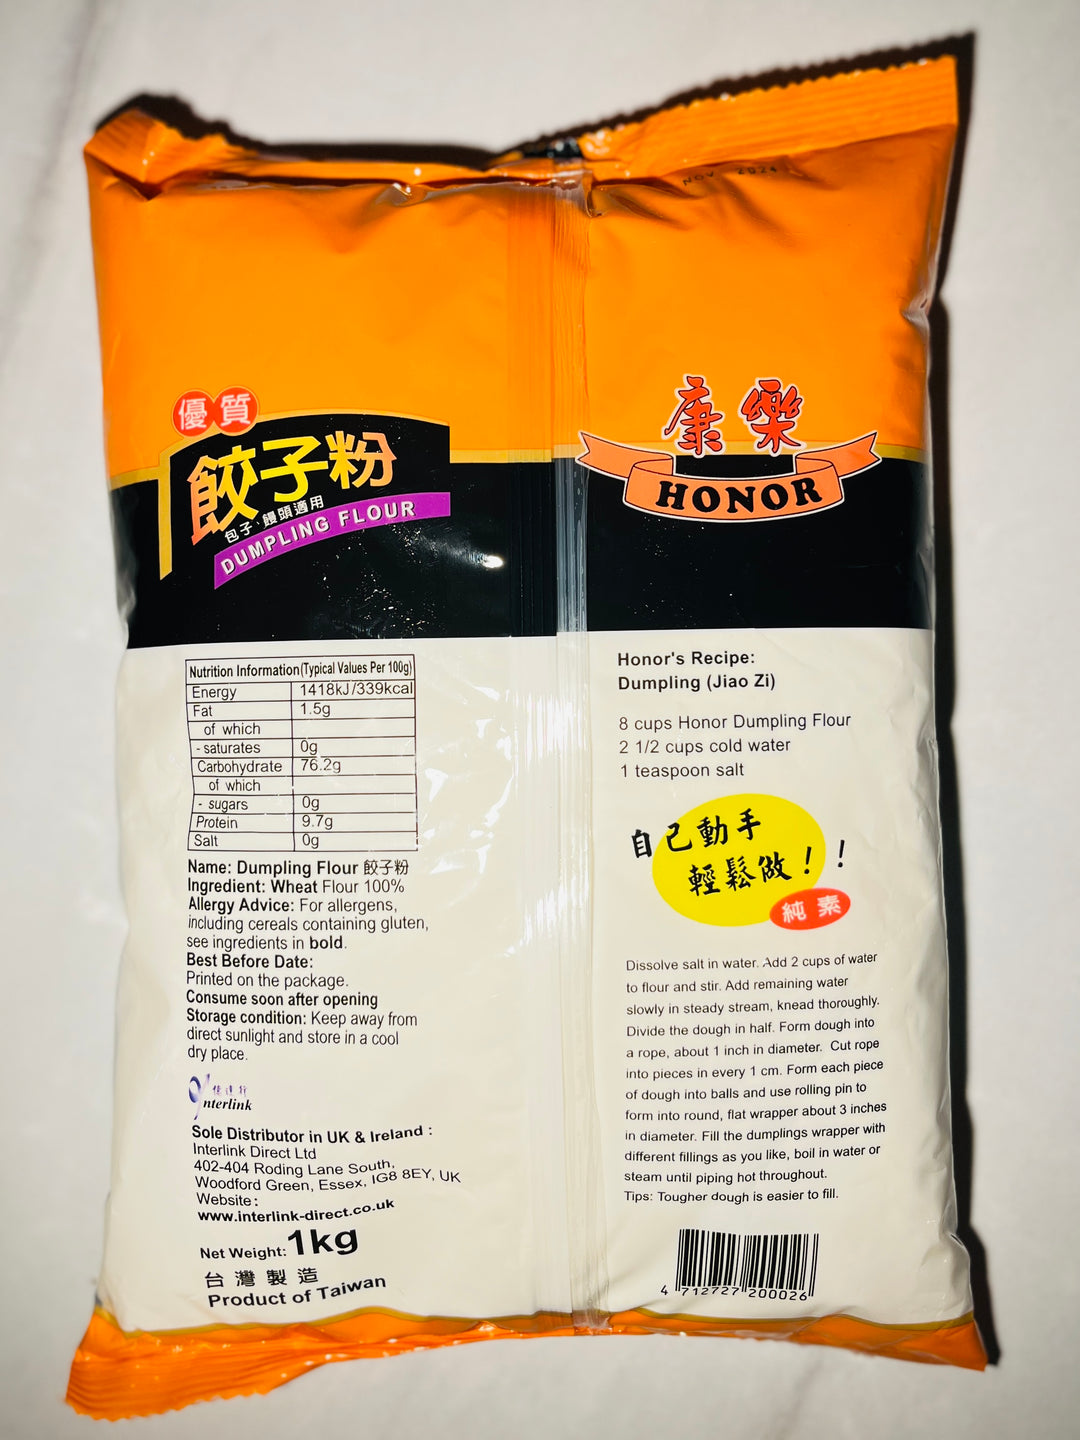 NOV 2024
優質
餃子粉
包子、饅頭適用
DUMPLING FLOUR
康樂
HONOR
Nutrition Information(Typical Values Per 100g)
Energy 1418kJ/339kcal
Fat 1.5g
of which
- saturates 0g
Carbohydrate 76.2g
of which
- sugars 0g
Protein 9.7g
Salt 0g
Name: Dumpling Flour 餃子粉
Ingredient: Wheat Flour 100%
Allergy Advice: For allergens,
including cereals containing gluten,
see ingredients in bold.
Best Before Date:
Printed on the package.
Consume soon after opening
Storage condition: Keep away from
direct sunlight and store in a cool
dry place.
佳達行
Interlink
Sole Distributor in UK & Ireland :
Interlink Direct Ltd
402-404 Roding Lane South,
Woodford Green, Essex, IG8 8EY, UK
Website:
www.interlink-direct.co.uk
Net Weight: 1kg
台灣製造
Product of Taiwan
Honor's Recipe:
Dumpling (Jiao Zi)
8 cups Honor Dumpling Flour
2 1/2 cups cold water
1 teaspoon salt
自己動手
輕鬆做！！
純素
Dissolve salt in water. Add 2 cups of water
to flour and stir. Add remaining water
slowly in steady stream, knead thoroughly.
Divide the dough in half. Form dough into
a rope, about 1 inch in diameter. Cut rope
into pieces in every 1 cm. Form each piece
of dough into balls and use rolling pin to
form into round, flat wrapper about 3 inches
in diameter. Fill the dumplings wrapper with
different fillings as you like, boil in water or
steam until piping hot throughout.
Tips: Tougher dough is easier to fill.
4 712727 200026